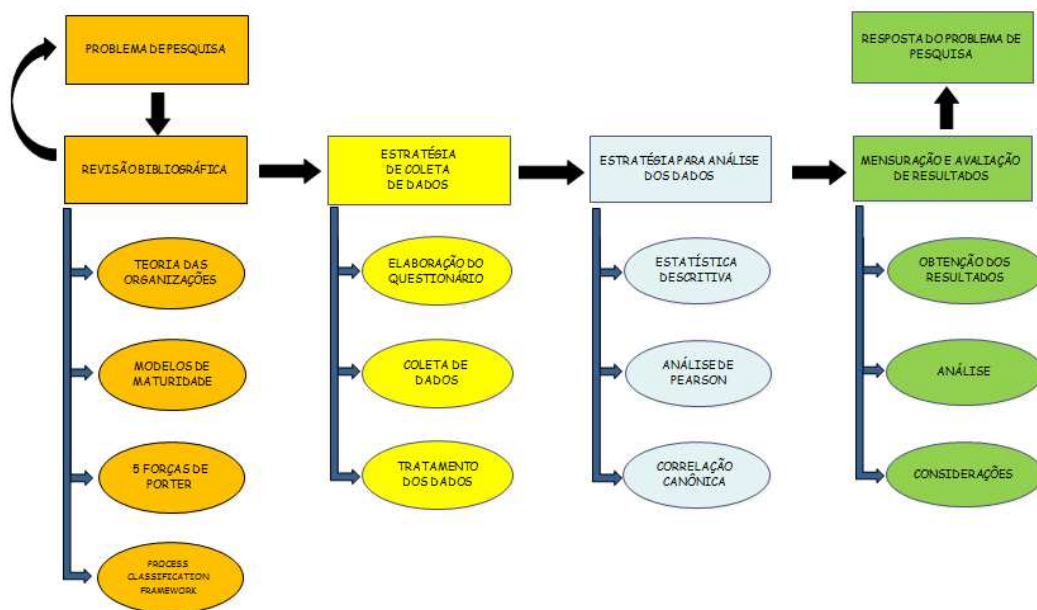 PROBLEMA DE PESQUISA
RESPOSTA DO PROBLEMA DE
PESQUISA
REVISÃO BIBLIOGRÁFICA
ESTRATÉGIA
DE COLETA
DE DADOS
ESTRATÉGIA PARA ANÁLISE
DOS DADOS
MENSURAÇÃO E AVALIAÇÃO
DE RESULTADOS
TEORIA DAS
ORGANIZAÇÕES
ELABORAÇÃO DO
QUESTIONÁRIO
ESTATÍSTICA
DESCRITIVA
OBTENÇÃO DOS
RESULTADOS
MODELOS DE
MATURIDADE
COLETA DE
DADOS
ANÁLISE DE
PEARSON
ANÁLISE
5 FORÇAS DE
PORTER
TRATAMENTO
DOS DADOS
CORRELAÇÃO
CANÔNICA
CONSIDERAÇÕES
PROCESS
CLASSIFICATION
FRAMEWORK